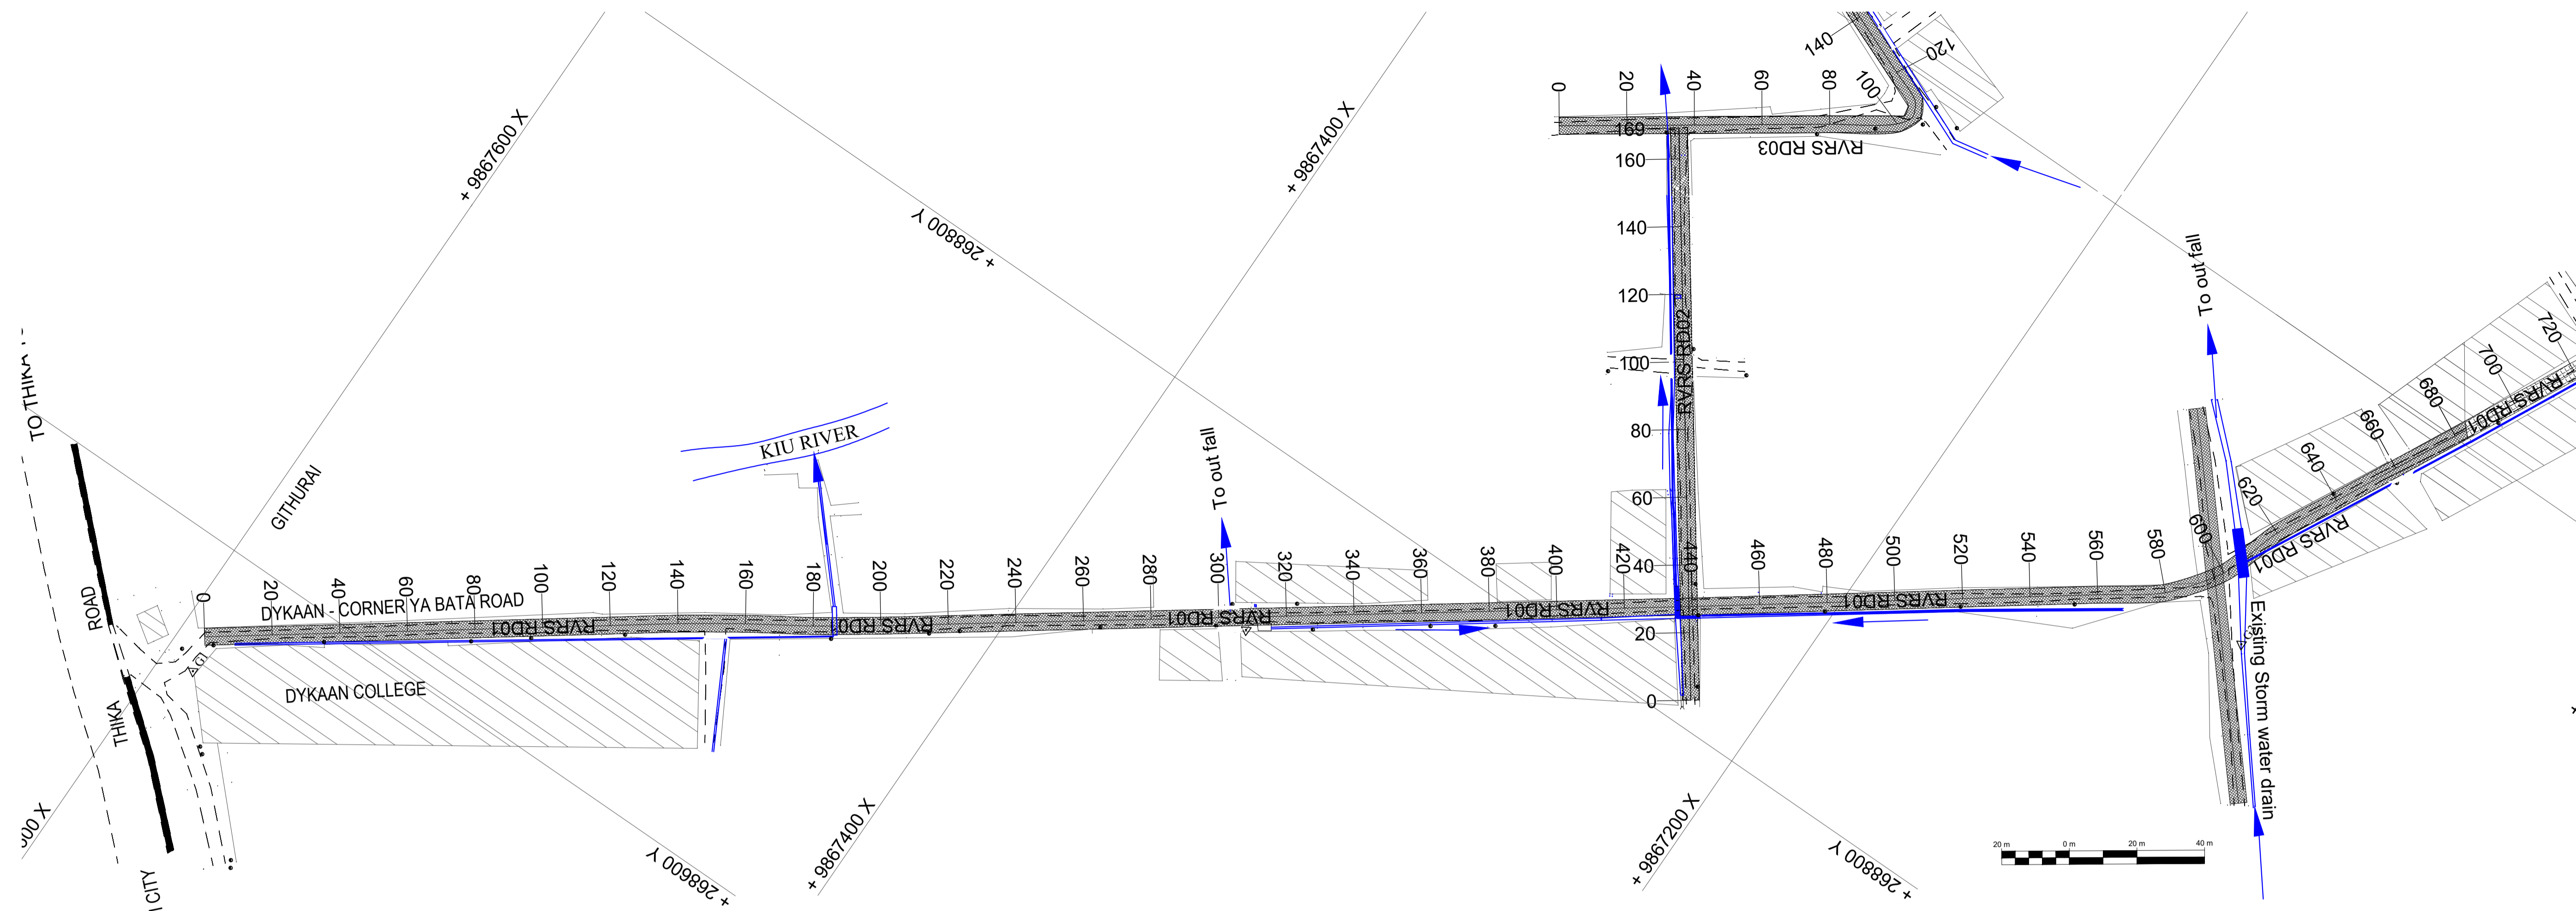 TO THIKA
ROAD
THIKA
CITY
GITHURAI
+ 9867600 X
+ 268800 Y
+ 9867400 X
KIU RIVER
To out fall
To out fall
0
20
40
60
80
100
120
140
RVRS RD03
169
160
140
120
100
80
60
40
20
0
RVRS RD02
DYKAAN - CORNER YA BATA ROAD
DYKAAN COLLEGE
G1
0
20
40
60
80
100
120
140
160
180
200
220
240
260
280
300
320
340
360
380
400
420
440
460
480
500
520
540
560
580
600
620
640
660
680
700
720
RVRS RD01
RVRS RD0
RVRS RD01
RVRS RD01
RVRS RD01
RVRS RD01
RVRS RD01
RVRS RD01
Existing Storm water drain
+ 268600 Y
+ 9867400 X
+ 9867200 X
+ 268800 Y
600 X
20 m
0 m
20 m
40 m